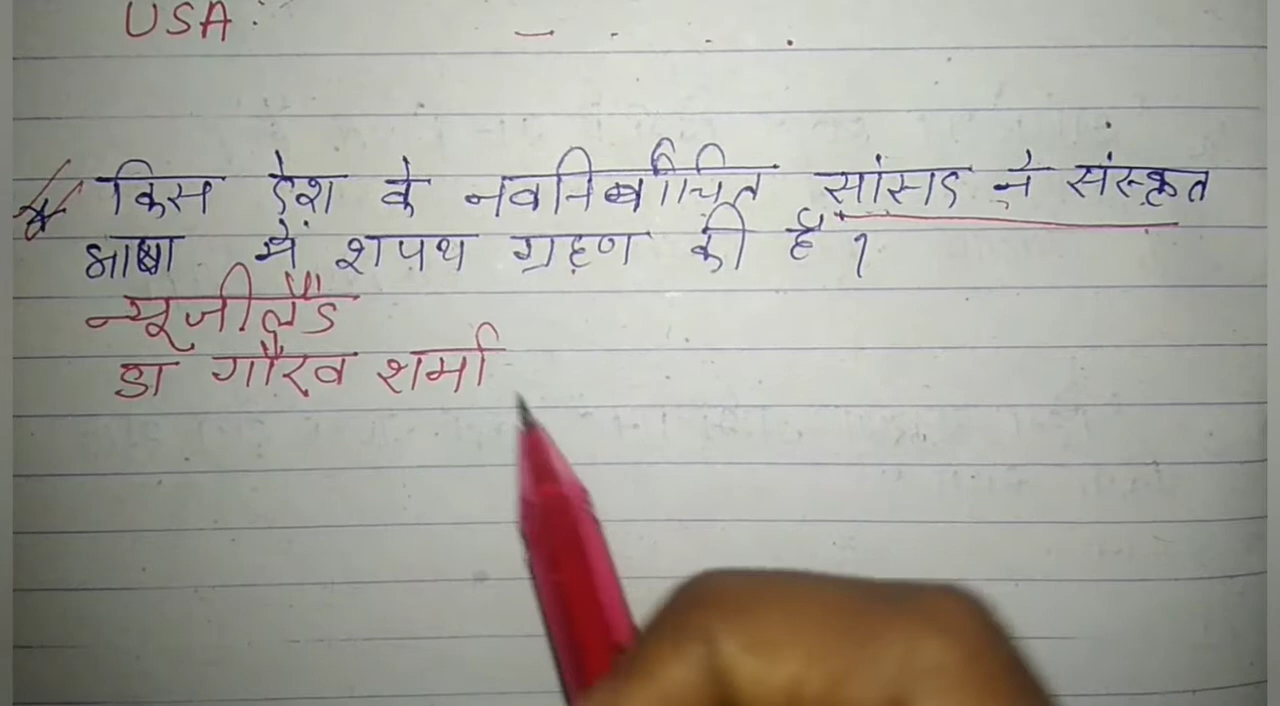 USA:
किस देश के नवनिर्बाचित सांसद ने संस्कृत
भाषा में शपथ ग्रहण की है ?
न्यूजीलैंड
डा गौरव शर्मा